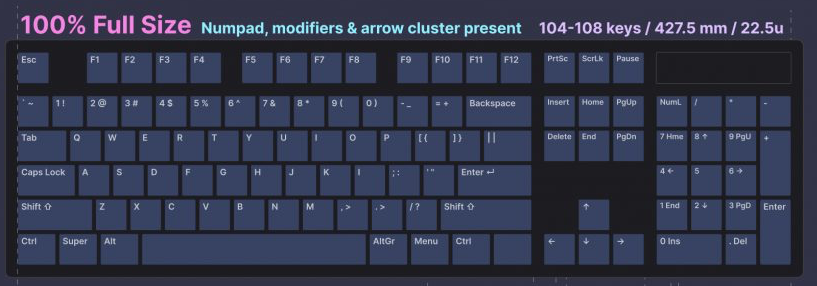 100% Full Size Numpad, modifiers & arrow cluster present 104-108 keys / 427.5 mm / 22.5u
Esc F1 F2 F3 F4 F5 F6 F7 F8 F9 F10 F11 F12 PrtSc ScrLk Pause
` ~ 1 ! 2 @ 3 # 4 $ 5 % 6 ^ 7 & 8 * 9 ( 0 ) - _ = + Backspace Insert Home PgUp NumL / * -
Tab Q W E R T Y U I O P [ { ] } | | Delete End PgDn 7 Hme 8 ↑ 9 PgU +
Caps Lock A S D F G H J K l ; : ' " Enter ↵ 4 ← 5 6 →
Shift ⇧ Z X C V B N M , > . > / ? Shift ⇧ ↑ 1 End 2 ↓ 3 PgD Enter
Ctrl Super Alt AltGr Menu Ctrl ← ↓ → 0 Ins . Del